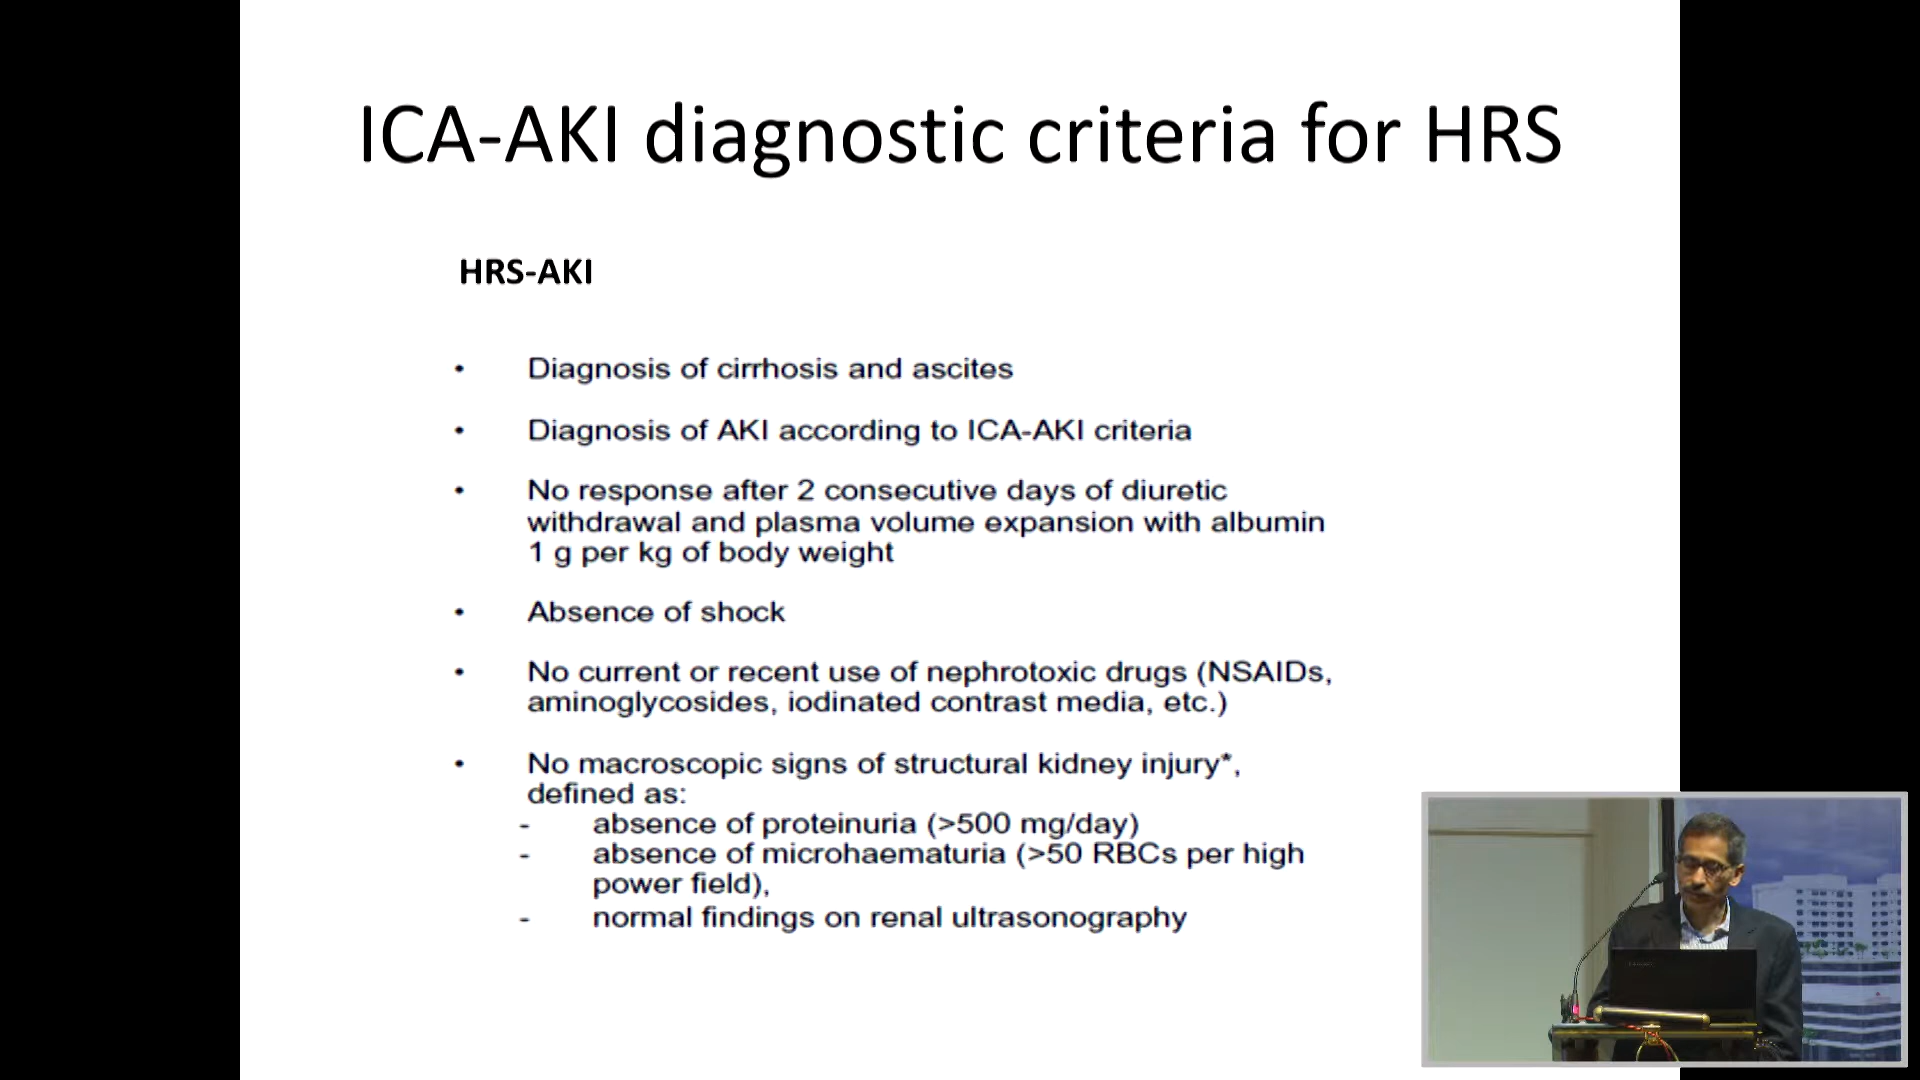 ICA-AKI diagnostic criteria for HRS
HRS-AKI
• Diagnosis of cirrhosis and ascites
• Diagnosis of AKI according to ICA-AKI criteria
• No response after 2 consecutive days of diuretic
withdrawal and plasma volume expansion with albumin
1 g per kg of body weight
• Absence of shock
• No current or recent use of nephrotoxic drugs (NSAIDs,
aminoglycosides, iodinated contrast media, etc.)
• No macroscopic signs of structural kidney injury*,
defined as:
- absence of proteinuria (>500 mg/day)
- absence of microhaematuria (>50 RBCs per high
power field),
- normal findings on renal ultrasonography